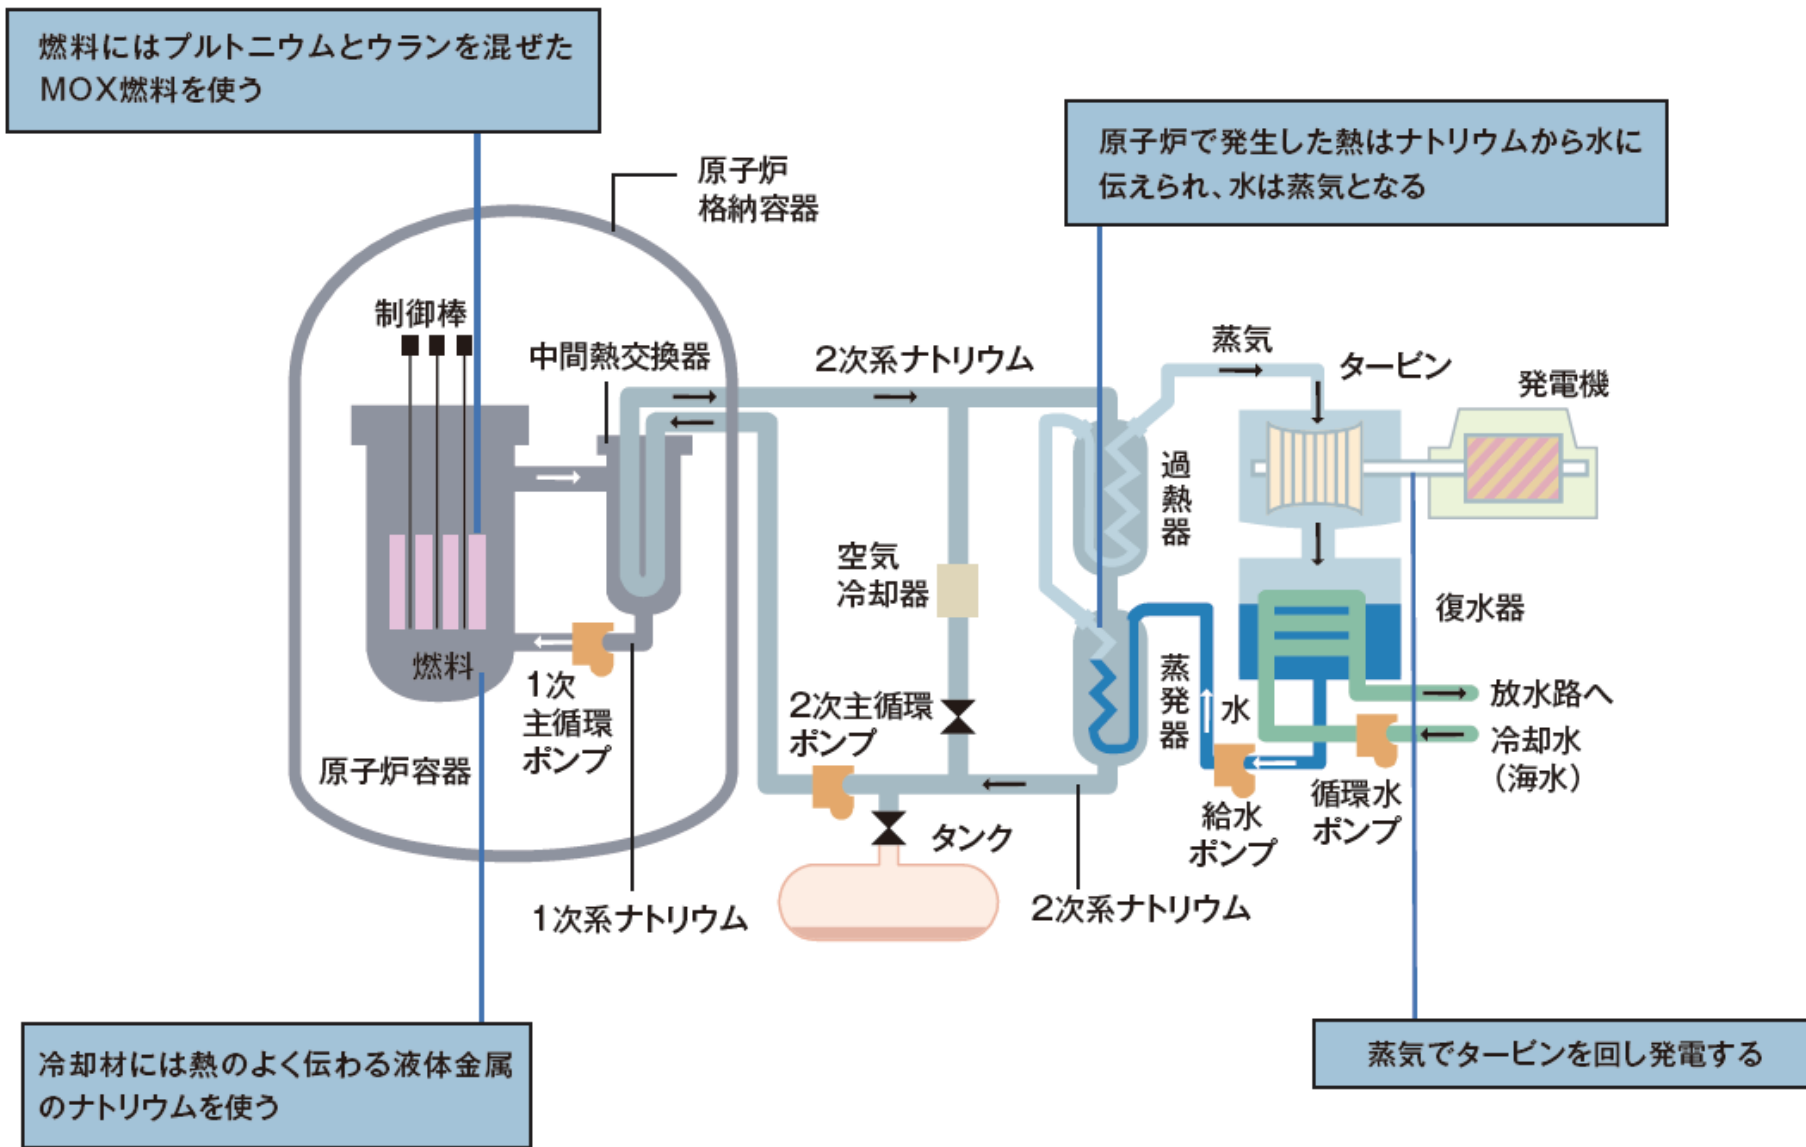 燃料にはプルトニウムとウランを混ぜた
MOX燃料を使う
原子炉で発生した熱はナトリウムから水に
伝えられ、水は蒸気となる
原子炉
格納容器
制御棒
中間熱交換器
2次系ナトリウム
蒸気
タービン
発電機
過熱器
空気
冷却器
復水器
燃料
1次
主循環
ポンプ
2次主循環
ポンプ
蒸発器
水
放水路へ
冷却水
（海水）
原子炉容器
給水
ポンプ
循環水
ポンプ
タンク
1次系ナトリウム
2次系ナトリウム
冷却材には熱のよく伝わる液体金属
のナトリウムを使う
蒸気でタービンを回し発電する